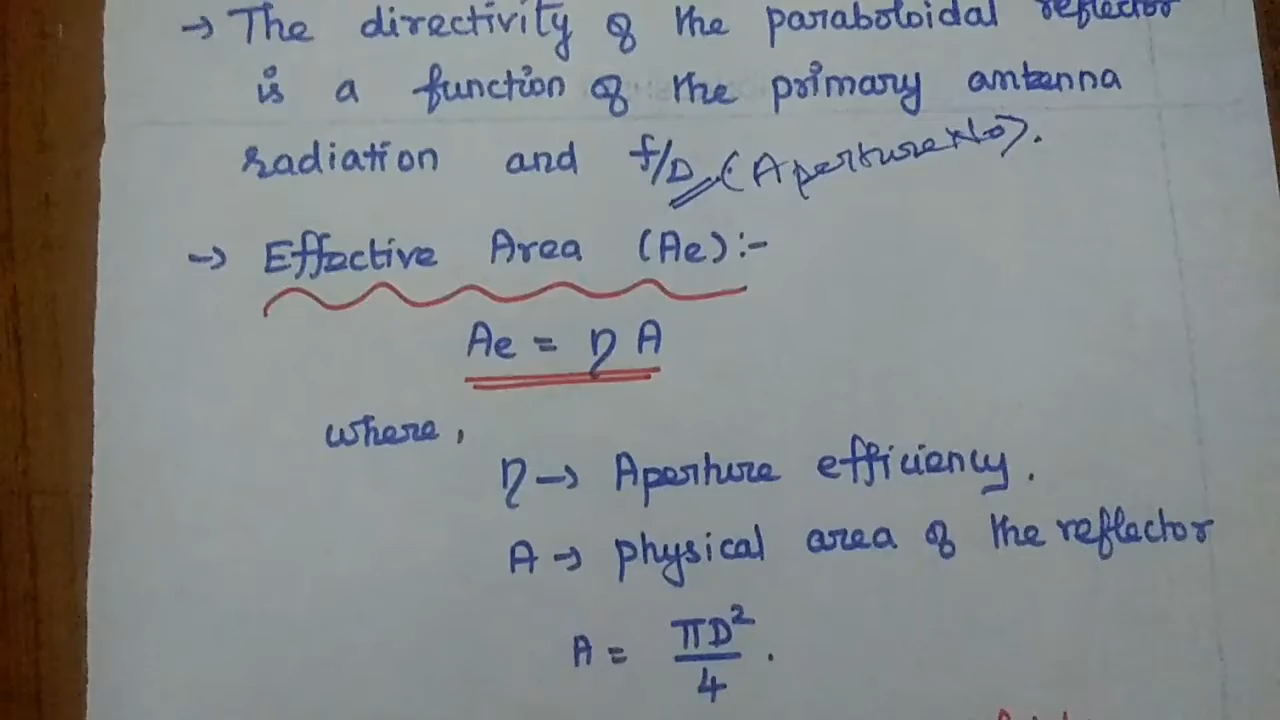 → The directivity of the paraboloidal reflector
is a function of the primary antenna
radiation and f/D (Aperture No).
→ Effective Area (Ae):-
Ae = η A
where,
η → Aperture efficiency.
A → physical area of the reflector
A = πD²/4.